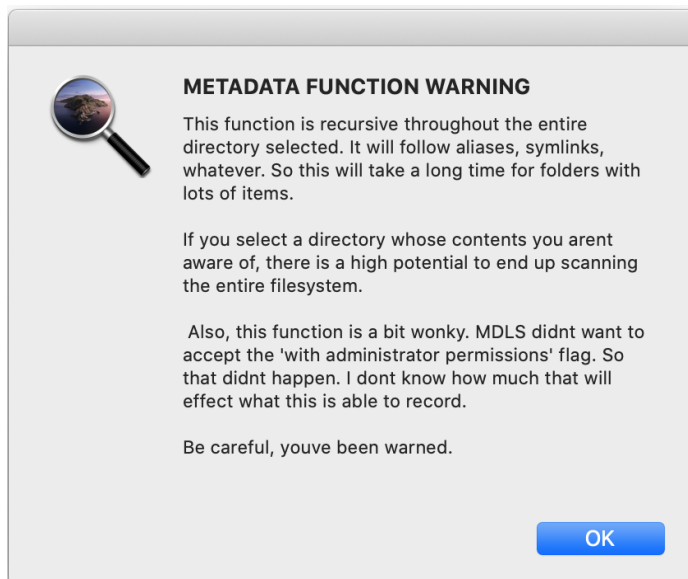 METADATA FUNCTION WARNING
This function is recursive throughout the entire
directory selected. It will follow aliases, symlinks,
whatever. So this will take a long time for folders with
lots of items.
If you select a directory whose contents you arent
aware of, there is a high potential to end up scanning
the entire filesystem.
Also, this function is a bit wonky. MDLS didnt want to
accept the 'with administrator permissions' flag. So
that didnt happen. I dont know how much that will
effect what this is able to record.
Be careful, youve been warned.
OK